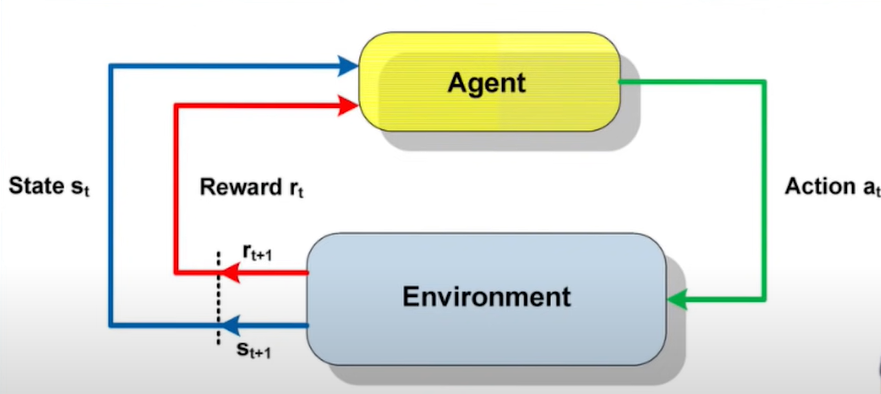 Agent
State sₜ
Reward rₜ
Action aₜ
rₜ₊₁
Environment
sₜ₊₁